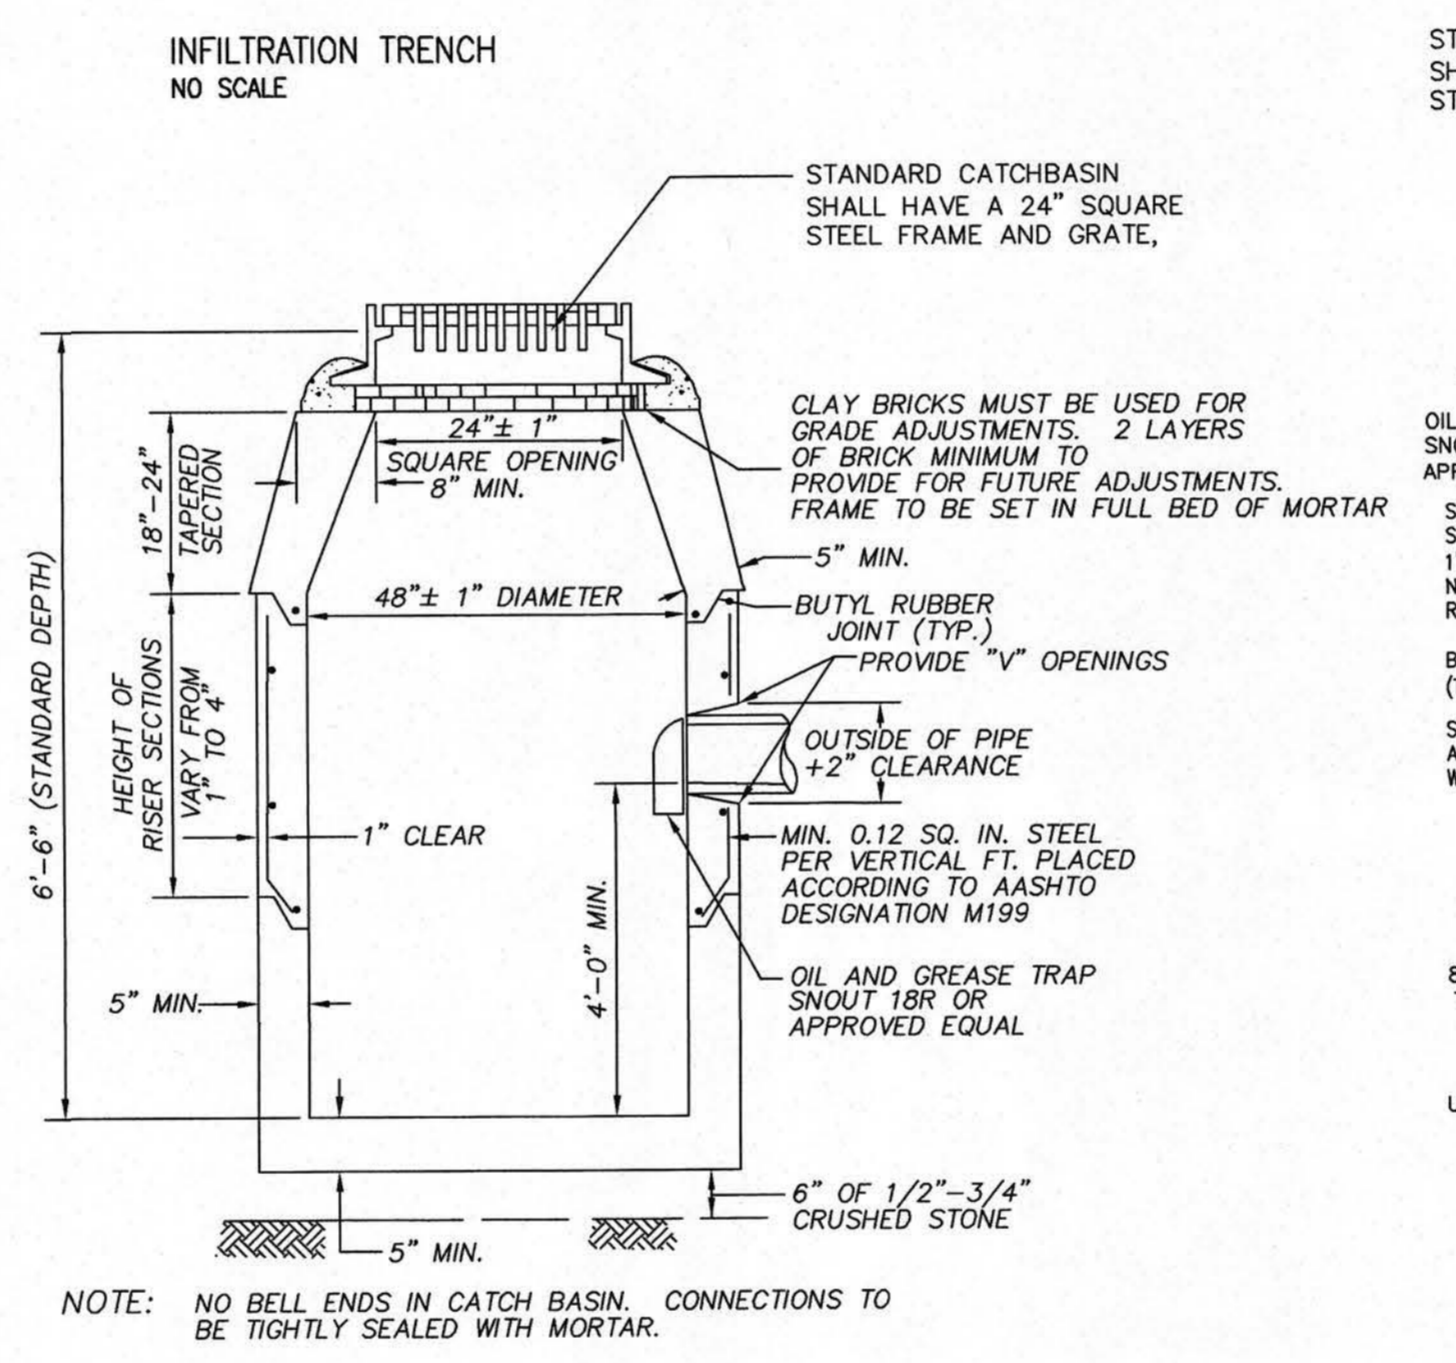 INFILTRATION TRENCH
NO SCALE
STANDARD CATCHBASIN
SHALL HAVE A 24" SQUARE
STEEL FRAME AND GRATE,
CLAY BRICKS MUST BE USED FOR
GRADE ADJUSTMENTS. 2 LAYERS
OF BRICK MINIMUM TO
PROVIDE FOR FUTURE ADJUSTMENTS.
FRAME TO BE SET IN FULL BED OF MORTAR
24"± 1"
SQUARE OPENING
8" MIN.
18"-24"
TAPERED
SECTION
5" MIN.
48"± 1" DIAMETER
BUTYL RUBBER
JOINT (TYP.)
PROVIDE "V" OPENINGS
6'-6" (STANDARD DEPTH)
HEIGHT OF
RISER SECTIONS
VARY FROM
1" TO 4"
OUTSIDE OF PIPE
+2" CLEARANCE
1" CLEAR
MIN. 0.12 SQ. IN. STEEL
PER VERTICAL FT. PLACED
ACCORDING TO AASHTO
DESIGNATION M199
4'-0" MIN.
OIL AND GREASE TRAP
SNOUT 18R OR
APPROVED EQUAL
5" MIN.
6" OF 1/2"-3/4"
CRUSHED STONE
5" MIN.
NOTE: NO BELL ENDS IN CATCH BASIN. CONNECTIONS TO
BE TIGHTLY SEALED WITH MORTAR.
ST
SH
ST
OIL
SN
AP
S
S
1
N
R
B
(
S
A
W